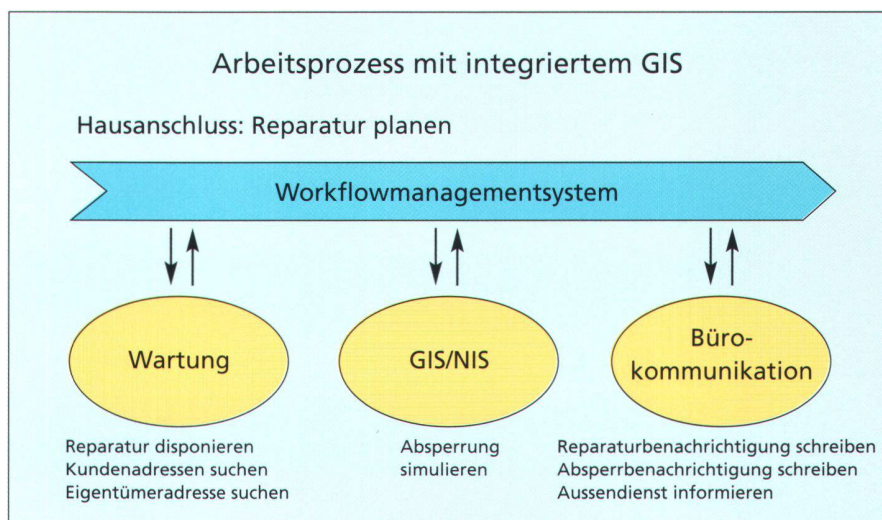 Arbeitsprozess mit integriertem GIS
Hausanschluss: Reparatur planen
Workflowmanagementsystem
Wartung
Reparatur disponieren
Kundenadressen suchen
Eigentümeradresse suchen
GIS/NIS
Absperrung
simulieren
Büro-
kommunikation
Reparaturbenachrichtigung schreiben
Absperrbenachrichtigung schreiben
Aussendienst informieren